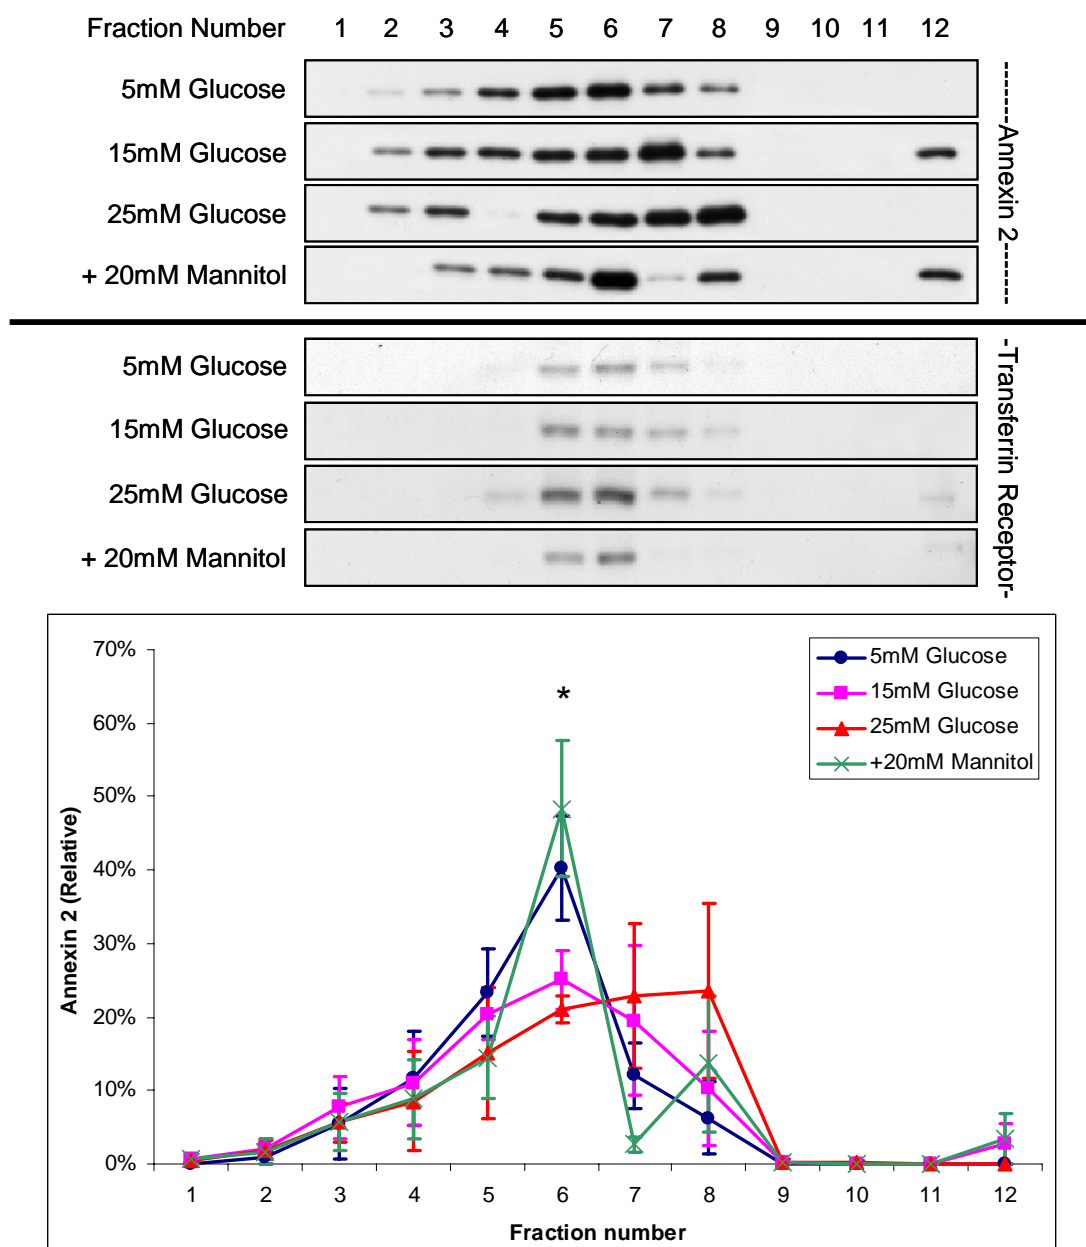 Fraction Number 1 2 3 4 5 6 7 8 9 10 11 12
5mM Glucose
15mM Glucose
25mM Glucose
+ 20mM Mannitol
-------Annexin 2-------
5mM Glucose
15mM Glucose
25mM Glucose
+ 20mM Mannitol
-Transferrin Receptor-
70%
60%
50%
40%
30%
20%
10%
0%
Annexin 2 (Relative)
*
5mM Glucose
15mM Glucose
25mM Glucose
+20mM Mannitol
1 2 3 4 5 6 7 8 9 10 11 12
Fraction number